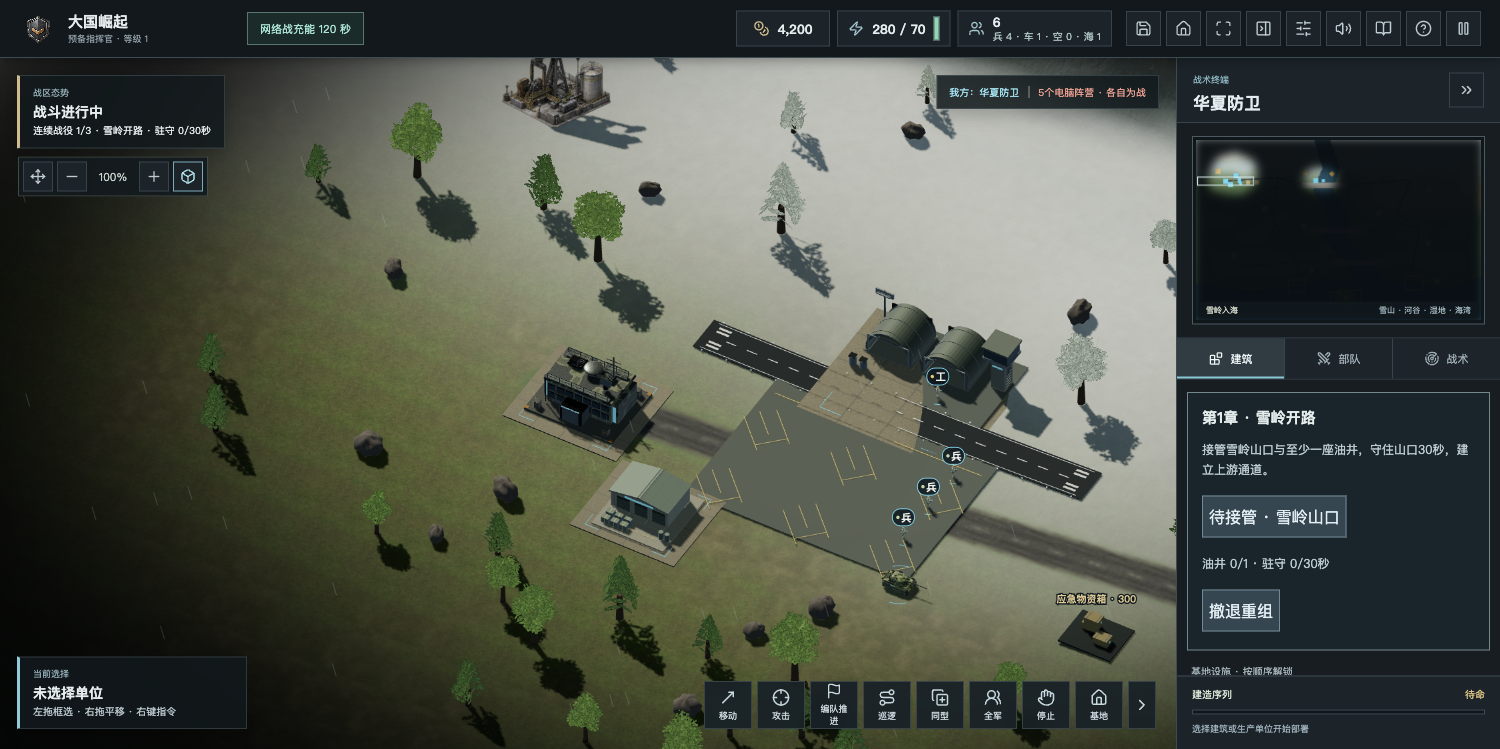 大国崛起
预备指挥官 · 等级 1
网络战充能 120 秒
4,200
280 / 70
6
兵 4 · 车 1 · 空 0 · 海 1
战区态势
战斗进行中
连续战役 1/3 · 雪岭开路 · 驻守 0/30秒
100%
我方：华夏防卫
5个电脑阵营 · 各自为战
战术终端
华夏防卫
雪岭入海
雪山 · 河谷 · 湿地 · 海湾
建筑
部队
战术
第1章 · 雪岭开路
接管雪岭山口与至少一座油井，守住山口30秒，建
立上游通道。
待接管 · 雪岭山口
油井 0/1 · 驻守 0/30秒
撤退重组
基地设施 · 按顺序解锁
建造序列
待命
选择建筑或生产单位开始部署
工
兵
兵
兵
应急物资箱 · 300
当前选择
未选择单位
左拖框选 · 右拖平移 · 右键指令
移动
攻击
编队推
进
巡逻
同型
全军
停止
基地